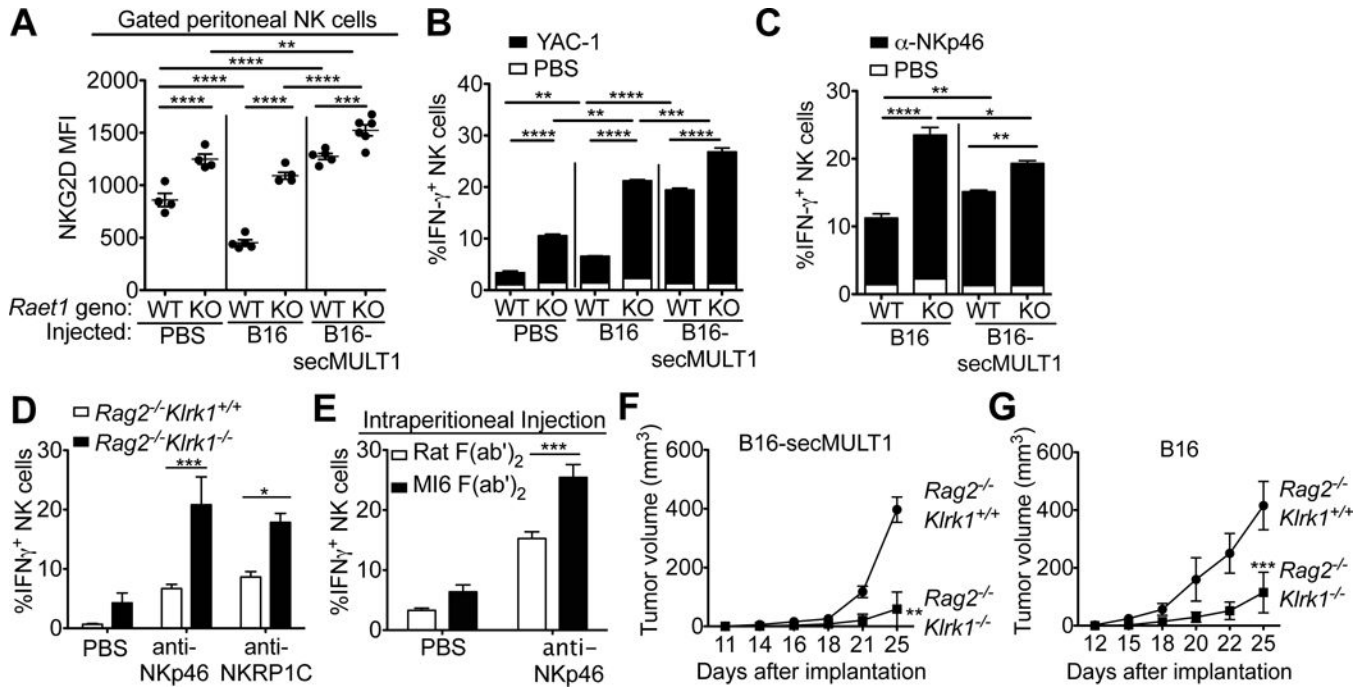 A
Gated peritoneal NK cells
**
****
**** ****
**** **** ***
2000
1500
1000
500
0
NKG2D MFI
Raet1 geno: WT KO WT KO WT KO
Injected: PBS B16 B16-
secMULT1
B
YAC-1
PBS
** ****
** ***
**** **** ****
40
30
20
10
0
%IFN-γ+ NK cells
WT KO WT KO WT KO
PBS B16 B16-
secMULT1
C
α-NKp46
PBS
**
**** *
**
30
20
10
0
%IFN-γ+ NK cells
WT KO WT KO
B16 B16-
secMULT1
D
Rag2-/-Klrk1+/+
Rag2-/-Klrk1-/-
***
*
30
20
10
0
%IFNγ+ NK cells
PBS anti- anti-
NKp46 NKRP1C
E
Intraperitoneal Injection
Rat F(ab')2
MI6 F(ab')2
***
30
20
10
0
%IFNγ+ NK cells
PBS anti-
NKp46
F
B16-secMULT1
600
400
200
0
Tumor volume (mm3)
Rag2-/-
Klrk1+/+
Rag2-/-
Klrk1-/-
**
11 14 16 18 21 25
Days after implantation
G
B16
600
400
200
0
Tumor volume (mm3)
Rag2-/-
Klrk1+/+
***
Rag2-/-
Klrk1-/-
12 15 18 20 22 25
Days after implantation